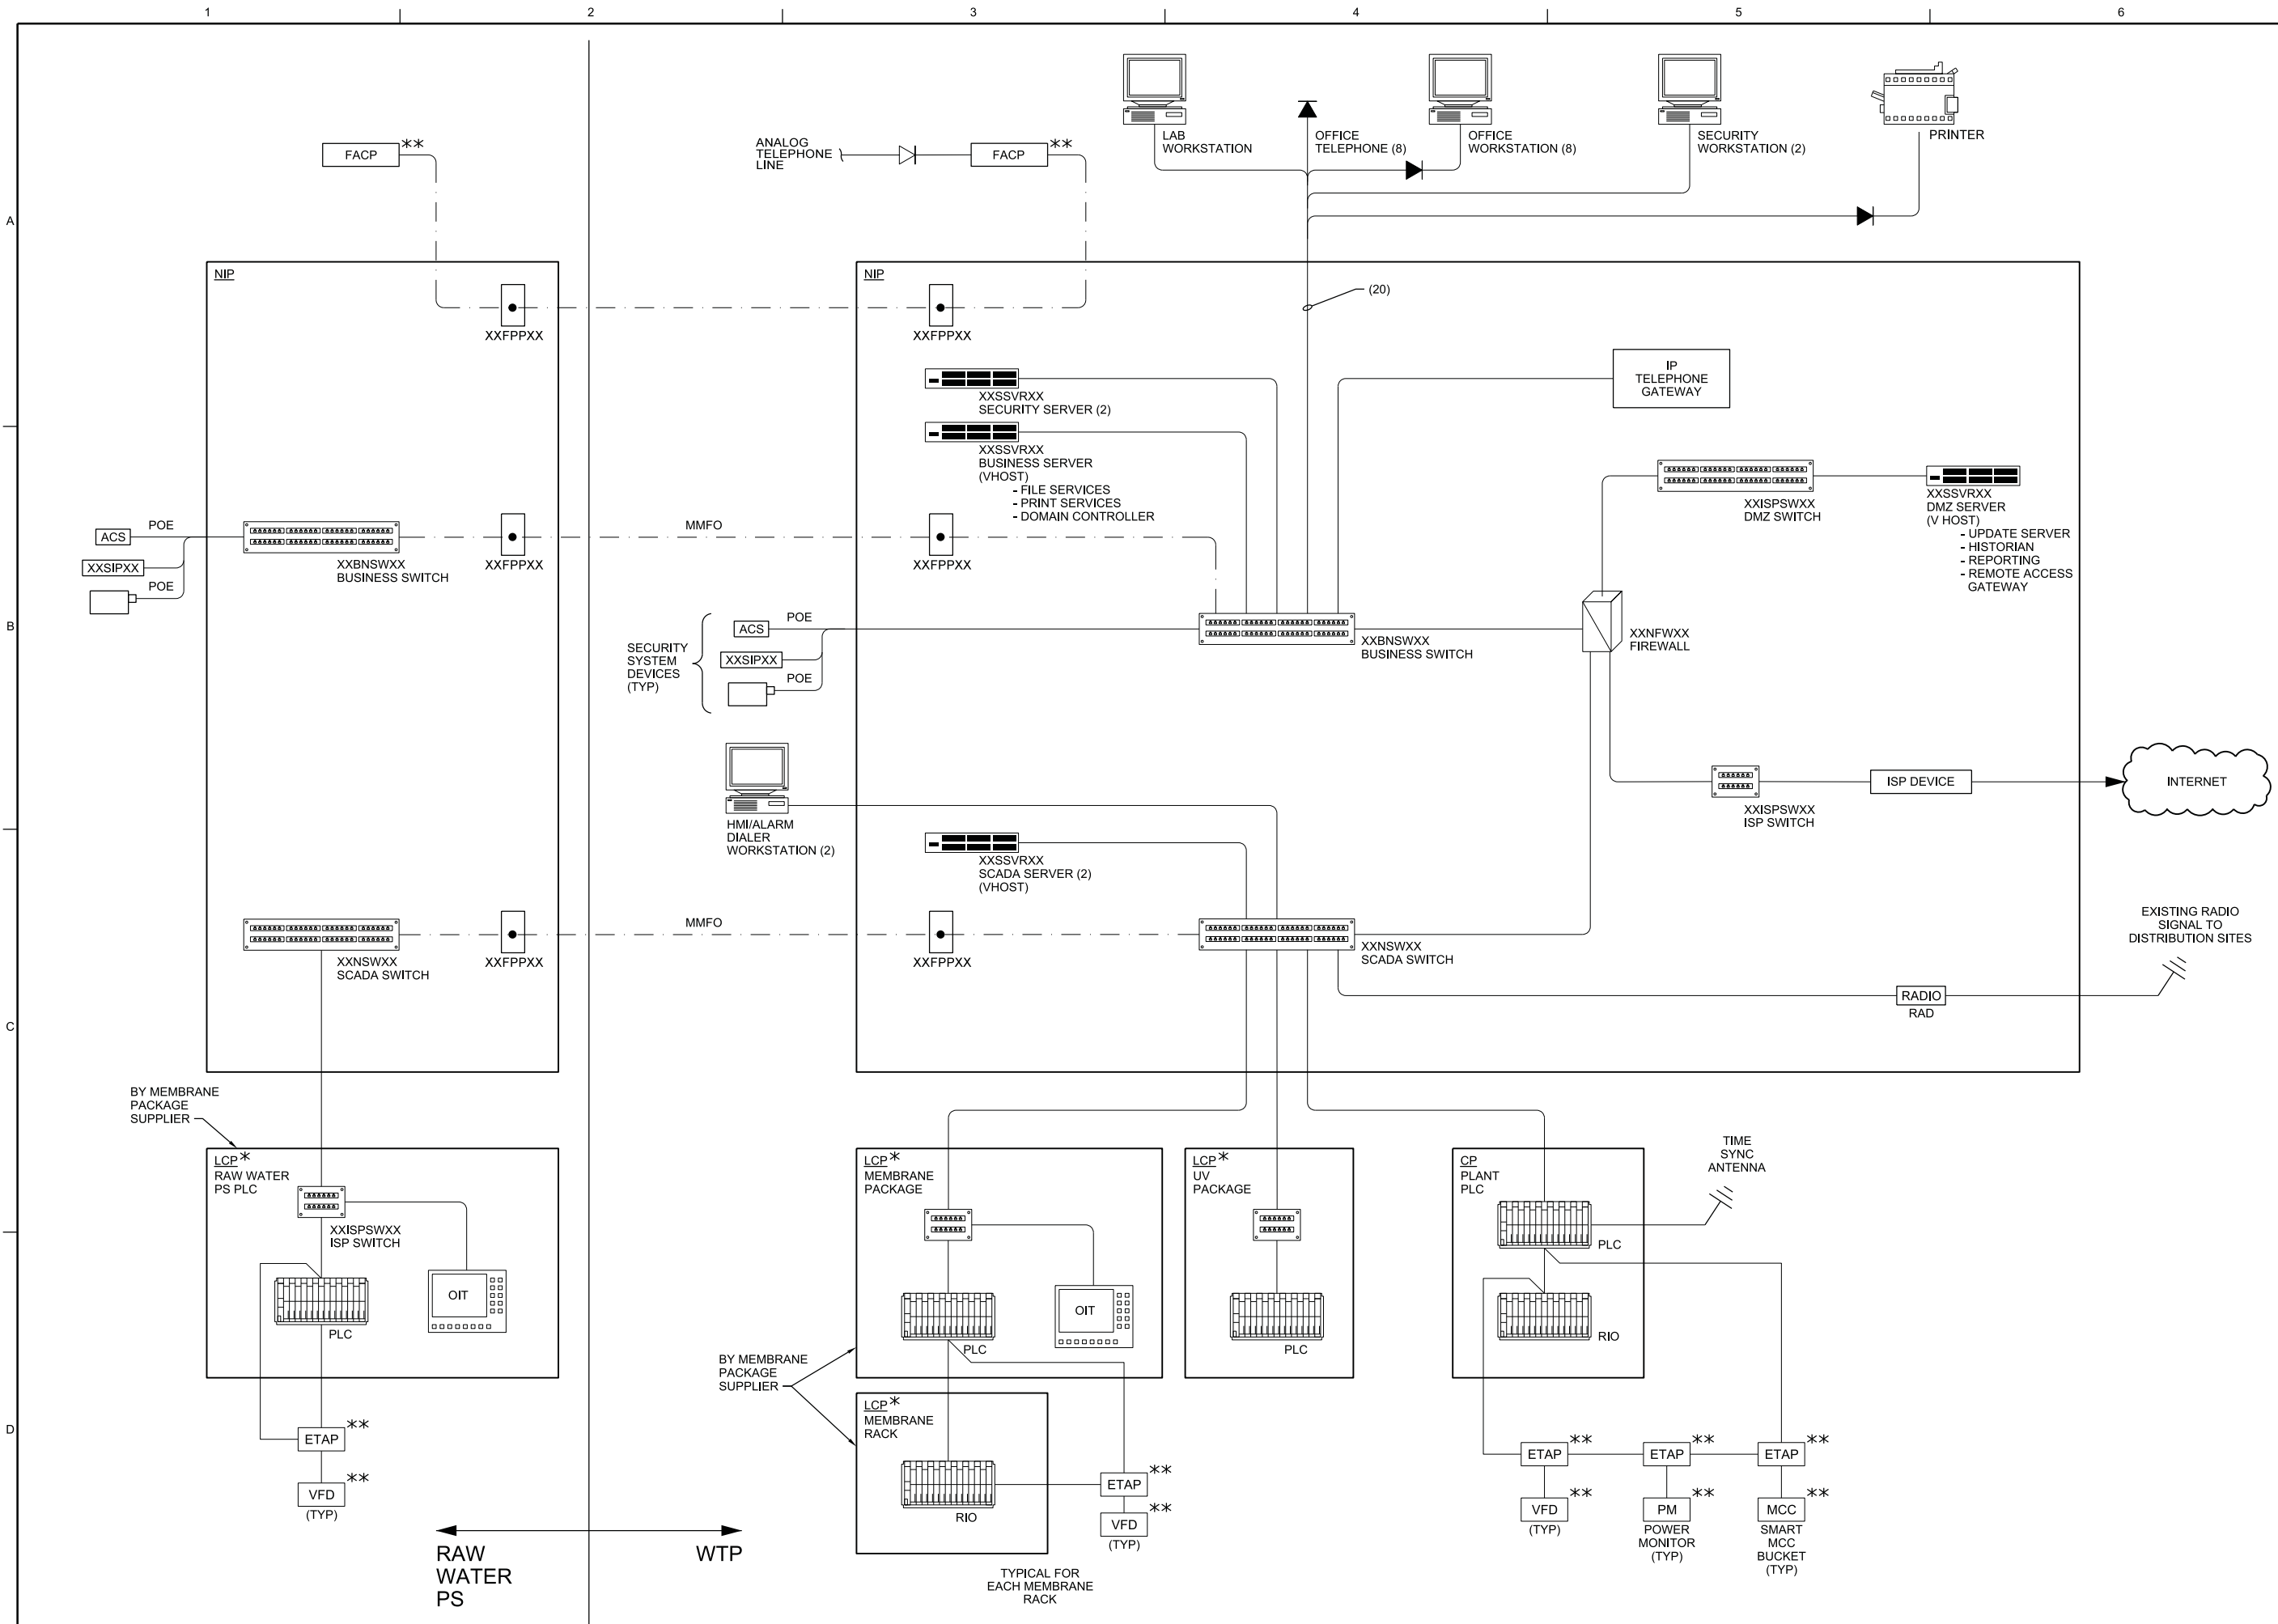 1
2
3
4
5
6
A
B
C
D
FACP
**
NIP
XXFPPXX
POE
ACS
XXSIPXX
POE
XXBNSWXX
BUSINESS SWITCH
XXFPPXX
XXNSWXX
SCADA SWITCH
XXFPPXX
BY MEMBRANE
PACKAGE
SUPPLIER
LCP*
RAW WATER
PS PLC
XXISPSWXX
ISP SWITCH
OIT
PLC
ETAP
**
VFD
**
(TYP)
RAW
WATER
PS
WTP
ANALOG
TELEPHONE
LINE
FACP
**
LAB
WORKSTATION
OFFICE
TELEPHONE (8)
OFFICE
WORKSTATION (8)
SECURITY
WORKSTATION (2)
PRINTER
NIP
(20)
XXFPPXX
IP
TELEPHONE
GATEWAY
XXSSVRXX
SECURITY SERVER (2)
XXSSVRXX
BUSINESS SERVER
(VHOST)
- FILE SERVICES
- PRINT SERVICES
- DOMAIN CONTROLLER
MMFO
XXFPPXX
XXISPSWXX
DMZ SWITCH
XXSSVRXX
DMZ SERVER
(V HOST)
- UPDATE SERVER
- HISTORIAN
- REPORTING
- REMOTE ACCESS
GATEWAY
SECURITY
SYSTEM
DEVICES
(TYP)
ACS
POE
XXSIPXX
POE
XXBNSWXX
BUSINESS SWITCH
XXNFWXX
FIREWALL
HMI/ALARM
DIALER
WORKSTATION (2)
XXISPSWXX
ISP SWITCH
ISP DEVICE
INTERNET
XXSSVRXX
SCADA SERVER (2)
(VHOST)
MMFO
XXFPPXX
XXNSWXX
SCADA SWITCH
EXISTING RADIO
SIGNAL TO
DISTRIBUTION SITES
RADIO
RAD
LCP*
MEMBRANE
PACKAGE
OIT
PLC
LCP*
UV
PACKAGE
PLC
CP
PLANT
PLC
TIME
SYNC
ANTENNA
PLC
RIO
BY MEMBRANE
PACKAGE
SUPPLIER
LCP*
MEMBRANE
RACK
RIO
ETAP
**
VFD
**
(TYP)
TYPICAL FOR
EACH MEMBRANE
RACK
ETAP
**
ETAP
**
ETAP
**
VFD
**
(TYP)
PM
**
POWER
MONITOR
(TYP)
MCC
**
SMART
MCC
BUCKET
(TYP)